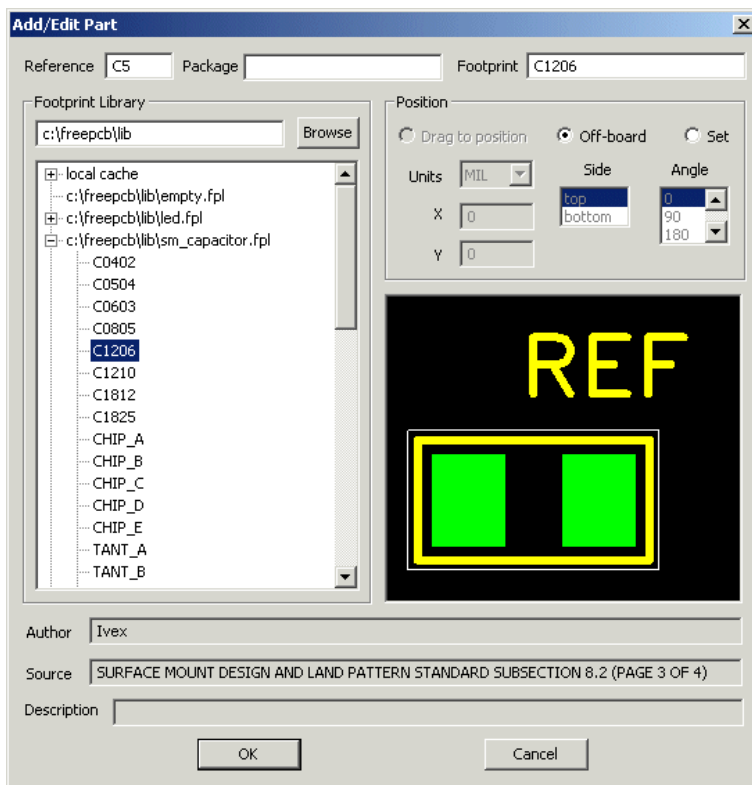 Add/Edit Part
Reference C5 Package Footprint C1206
Footprint Library
c:\freepcb\lib Browse
local cache
c:\freepcb\lib\empty.fpl
c:\freepcb\lib\led.fpl
c:\freepcb\lib\sm_capacitor.fpl
C0402
C0504
C0603
C0805
C1206
C1210
C1812
C1825
CHIP_A
CHIP_B
CHIP_C
CHIP_D
CHIP_E
TANT_A
TANT_B
Position
Drag to position Off-board Set
Units MIL Side Angle
X 0 top 0
bottom 90
Y 0 180
REF
Author Ivex
Source SURFACE MOUNT DESIGN AND LAND PATTERN STANDARD SUBSECTION 8.2 (PAGE 3 OF 4)
Description
OK Cancel